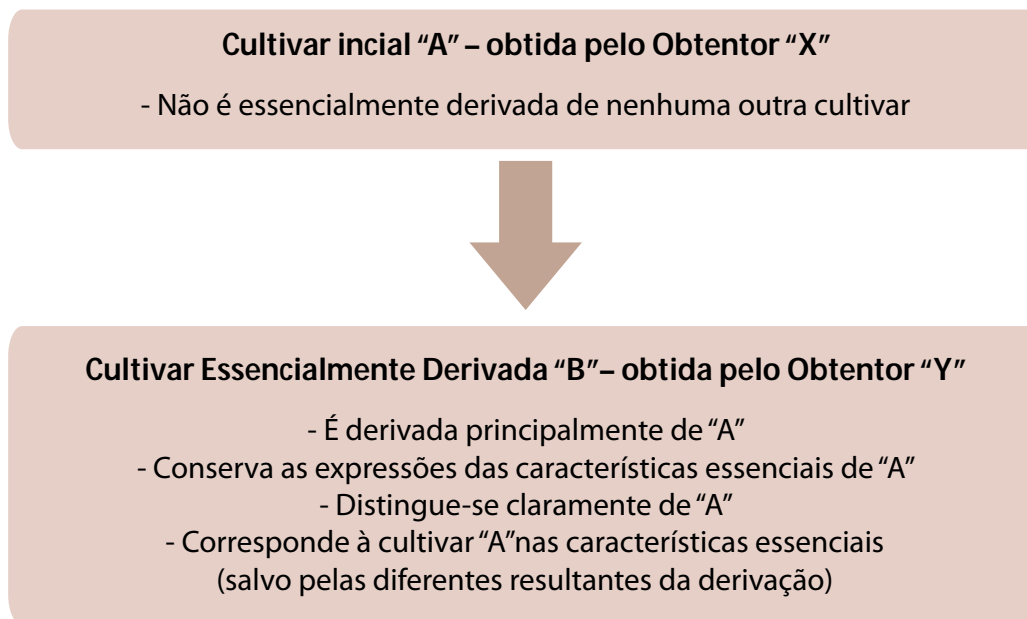 Cultivar incial “A” – obtida pelo Obtentor “X”
- Não é essencialmente derivada de nenhuma outra cultivar
Cultivar Essencialmente Derivada “B”– obtida pelo Obtentor “Y”
- É derivada principalmente de “A”
- Conserva as expressões das características essenciais de “A”
- Distingue-se claramente de “A”
- Corresponde à cultivar “A”nas características essenciais
(salvo pelas diferentes resultantes da derivação)